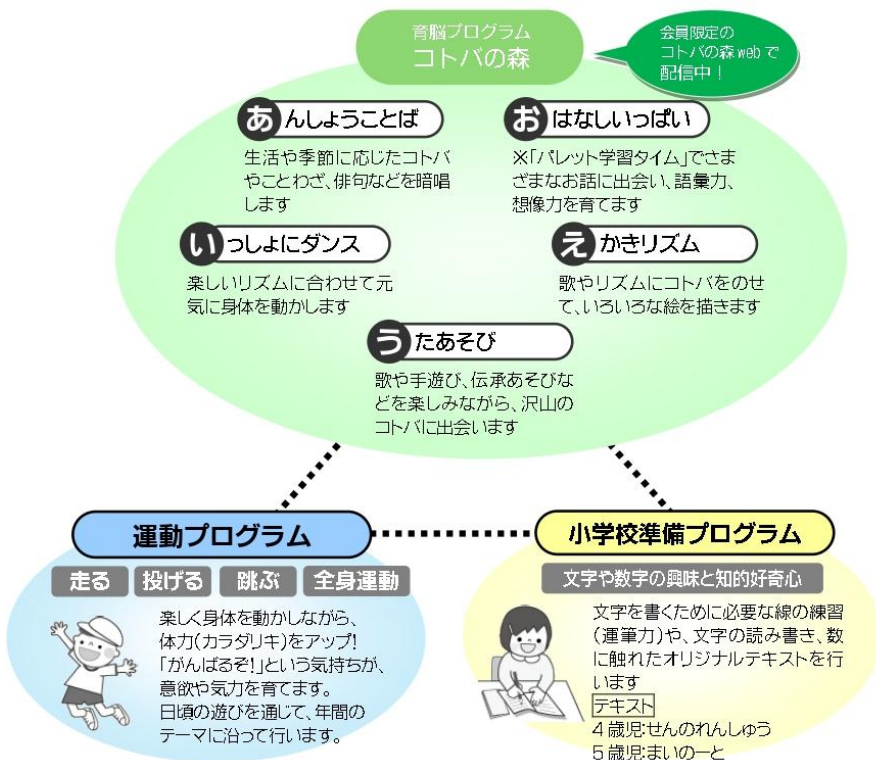 育脳プログラム
コトバの森
会員限定の
コトバの森webで
配信中！
あんしょうことば
生活や季節に応じたコトバ
やことわざ、俳句などを暗唱
します
おはなしいっぱい
※「パレット学習タイム」でさま
ざまなお話に出会い、語彙力、
想像力を育てます
いっしょにダンス
楽しいリズムに合わせて元
気に身体を動かします
えかきリズム
歌やリズムにコトバをのせ
て、いろいろな絵を描きます
うたあそび
歌や手遊び、伝承あそびな
どを楽しみながら、沢山の
コトバに出会います
運動プログラム
走る 投げる 跳ぶ 全身運動
楽しく身体を動かしながら、
体力(カラダリキ)をアップ!
「がんばるぞ!」という気持ちが、
意欲や気力を育てます。
日頃の遊びを通じて、年間の
テーマに沿って行います。
小学校準備プログラム
文字や数字の興味と知的好奇心
文字を書くために必要な線の練習
(運筆力)や、文字の読み書き、数
に触れたオリジナルテキストを行
います
テキスト
4歳児:せんのれんしゅう
5歳児:まいのーと